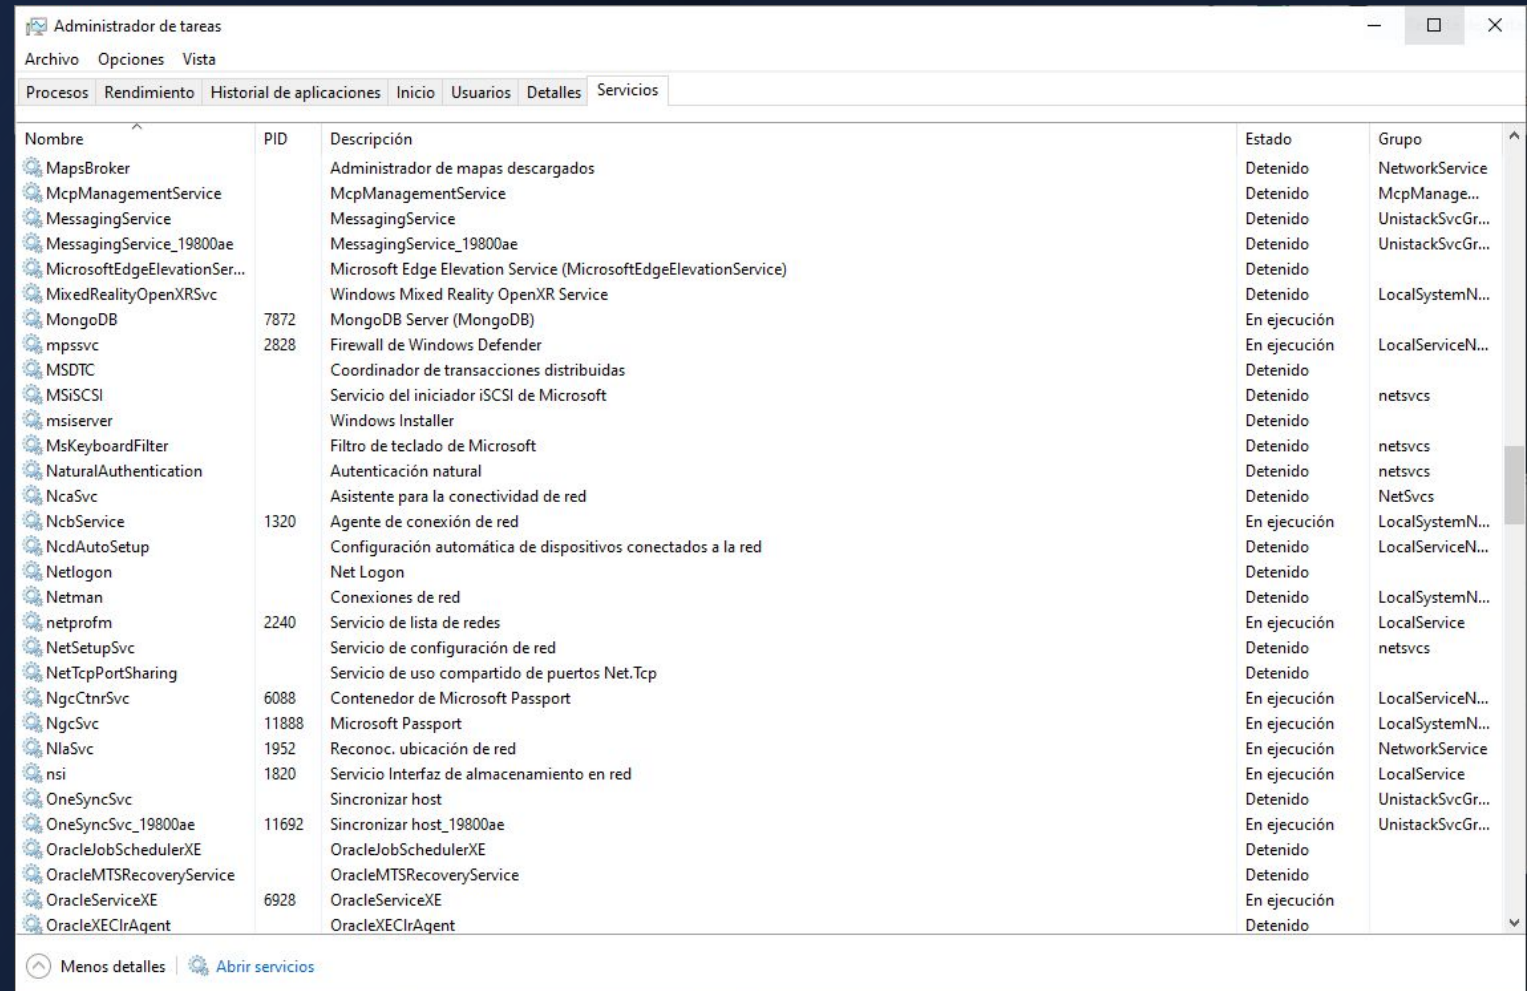 Administrador de tareas
Archivo Opciones Vista
Procesos Rendimiento Historial de aplicaciones Inicio Usuarios Detalles Servicios
Nombre PID Descripción Estado Grupo
MapsBroker Administrador de mapas descargados Detenido NetworkService
McpManagementService McpManagementService Detenido McpManage...
MessagingService MessagingService Detenido UnistackSvcGr...
MessagingService_19800ae MessagingService_19800ae Detenido UnistackSvcGr...
MicrosoftEdgeElevationSer... Microsoft Edge Elevation Service (MicrosoftEdgeElevationService) Detenido
MixedRealityOpenXRSvc Windows Mixed Reality OpenXR Service Detenido LocalSystemN...
MongoDB 7872 MongoDB Server (MongoDB) En ejecución
mpssvc 2828 Firewall de Windows Defender En ejecución LocalServiceN...
MSDTC Coordinador de transacciones distribuidas Detenido
MSiSCSI Servicio del iniciador iSCSI de Microsoft Detenido netsvcs
msiserver Windows Installer Detenido
MsKeyboardFilter Filtro de teclado de Microsoft Detenido netsvcs
NaturalAuthentication Autenticación natural Detenido netsvcs
NcaSvc Asistente para la conectividad de red Detenido NetSvcs
NcbService 1320 Agente de conexión de red En ejecución LocalSystemN...
NcdAutoSetup Configuración automática de dispositivos conectados a la red Detenido LocalServiceN...
Netlogon Net Logon Detenido
Netman Conexiones de red Detenido LocalSystemN...
netprofm 2240 Servicio de lista de redes En ejecución LocalService
NetSetupSvc Servicio de configuración de red Detenido netsvcs
NetTcpPortSharing Servicio de uso compartido de puertos Net.Tcp Detenido
NgcCtnrSvc 6088 Contenedor de Microsoft Passport En ejecución LocalServiceN...
NgcSvc 11888 Microsoft Passport En ejecución LocalSystemN...
NlaSvc 1952 Reconoc. ubicación de red En ejecución NetworkService
nsi 1820 Servicio Interfaz de almacenamiento en red En ejecución LocalService
OneSyncSvc Sincronizar host Detenido UnistackSvcGr...
OneSyncSvc_19800ae 11692 Sincronizar host_19800ae En ejecución UnistackSvcGr...
OracleJobSchedulerXE OracleJobSchedulerXE Detenido
OracleMTSRecoveryService OracleMTSRecoveryService Detenido
OracleServiceXE 6928 OracleServiceXE En ejecución
OracleXEClrAgent OracleXEClrAgent Detenido
Menos detalles Abrir servicios